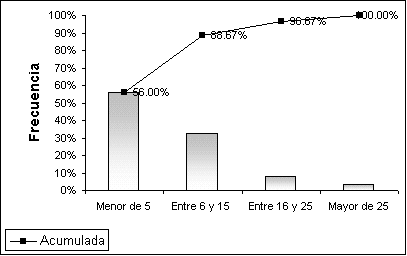 100%
90%
80%
70%
60%
50%
40%
30%
20%
10%
0%
Frecuencia
56.00%
88.67%
96.67%
100.00%
Menor de 5
Entre 6 y 15
Entre 16 y 25
Mayor de 25
Acumulada